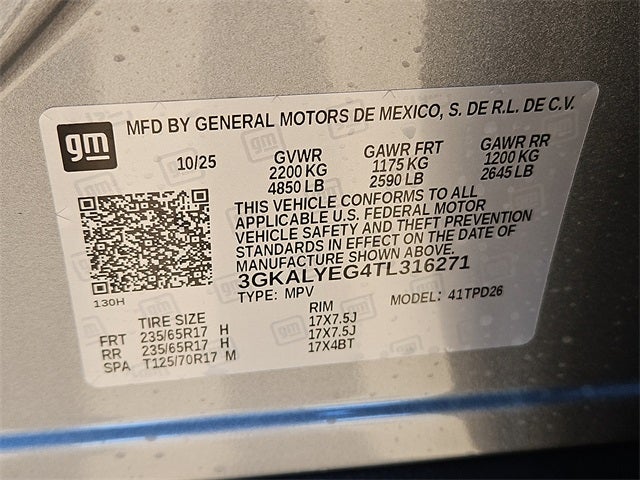 gm
MFD BY GENERAL MOTORS DE MEXICO, S. DE R.L. DE C.V.
10/25 GVWR GAWR FRT GAWR RR
2200 KG 1175 KG 1200 KG
4850 LB 2590 LB 2645 LB
THIS VEHICLE CONFORMS TO ALL
APPLICABLE U.S. FEDERAL MOTOR
VEHICLE SAFETY AND THEFT PREVENTION
STANDARDS IN EFFECT ON THE DATE OF
MANUFACTURE SHOWN ABOVE.
3GKALYEG4TL316271
130H
TYPE: MPV MODEL: 41TPD26
TIRE SIZE RIM
FRT 235/65R17 H 17X7.5J
RR 235/65R17 H 17X7.5J
SPA T125/70R17 M 17X4BT